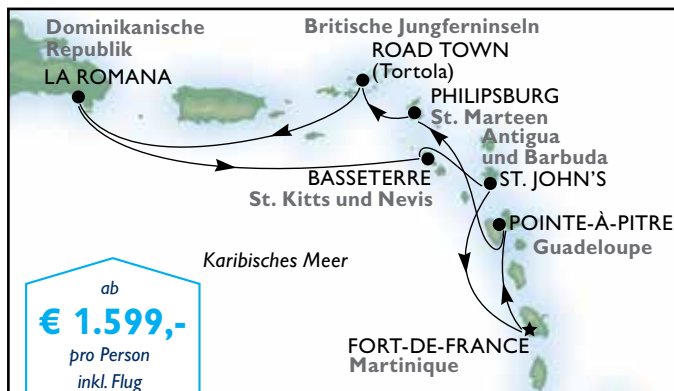 Dominikanische
Republik
LA ROMANA
Britische Jungferninseln
ROAD TOWN
(Tortola)
PHILIPSBURG
St. Marteen
Antigua
und Barbuda
ST. JOHN'S
BASSETERRE
St. Kitts und Nevis
POINTE-À-PITRE
Guadeloupe
Karibisches Meer
FORT-DE-FRANCE
Martinique
ab
€ 1.599,-
pro Person
inkl. Flug